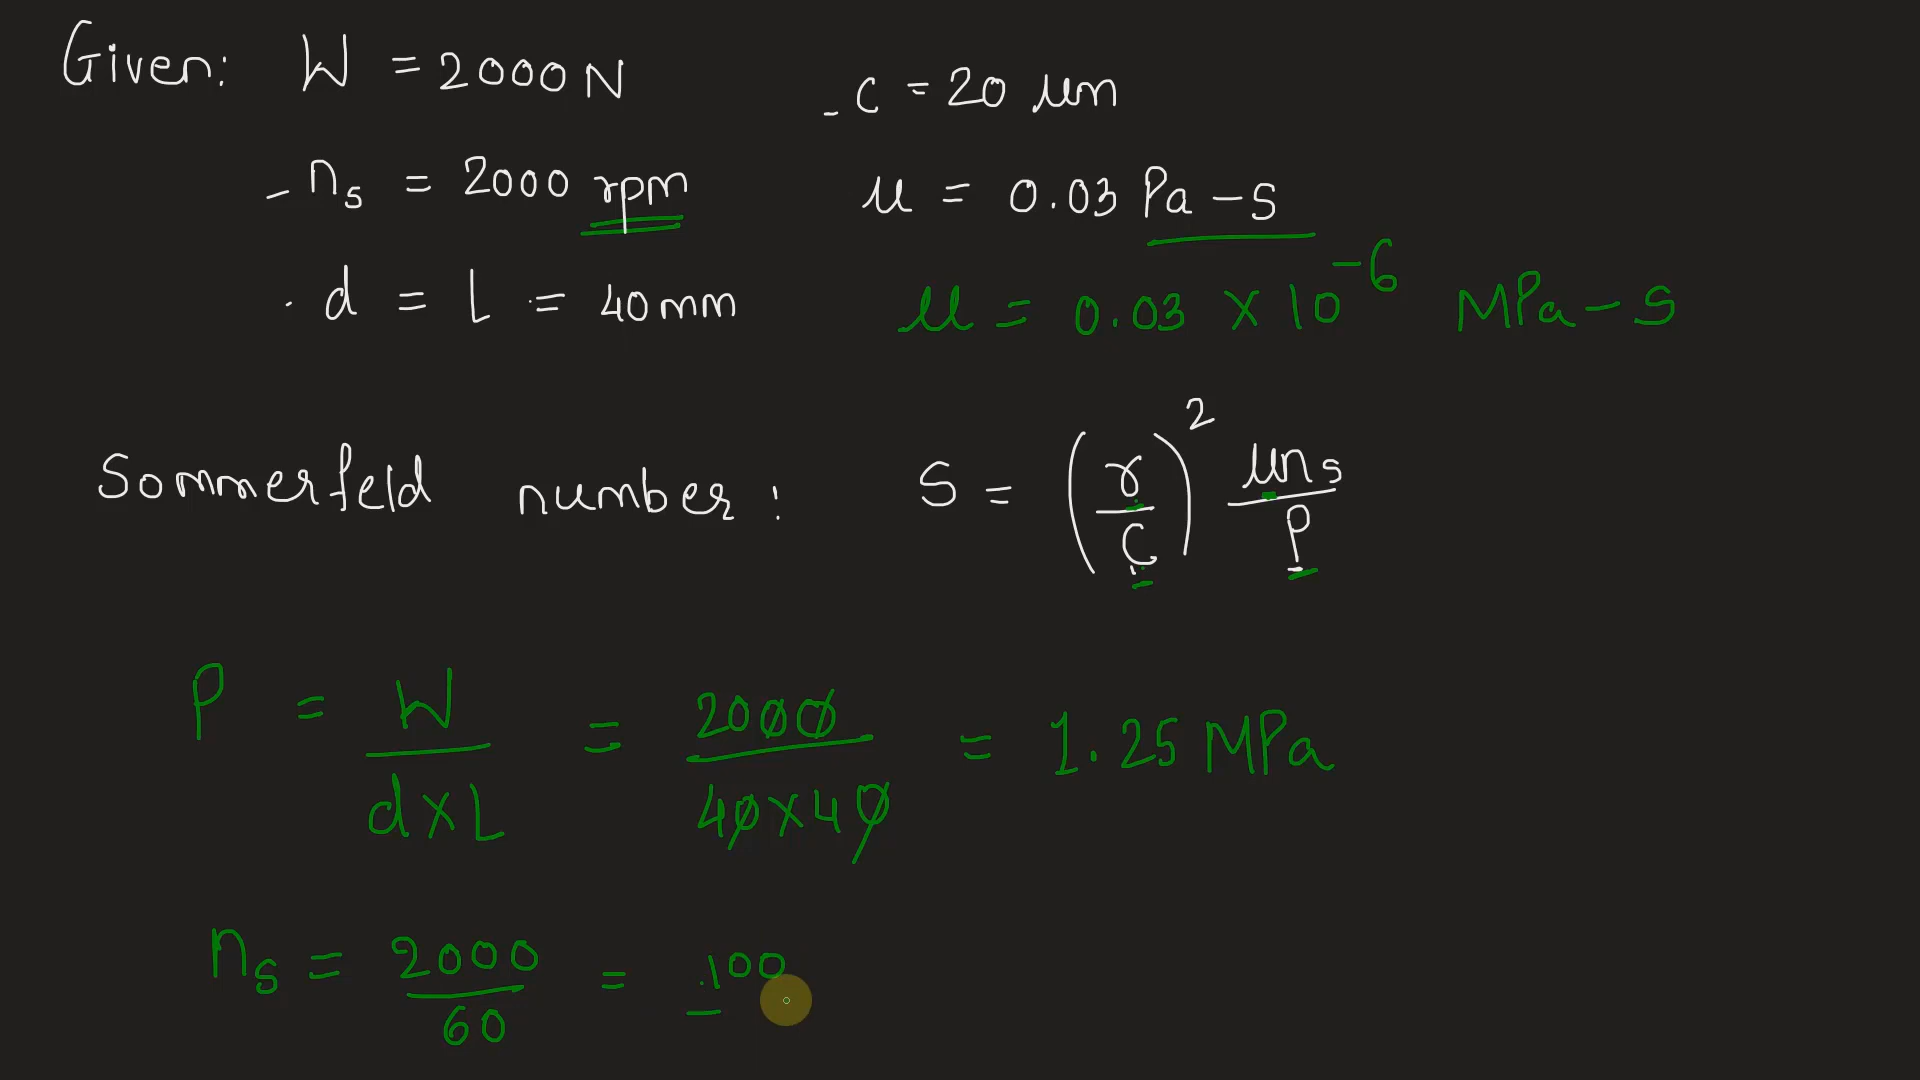 Given: W = 2000 N
- c = 20 μm
- ns = 2000 rpm
μ = 0.03 Pa-s
. d = L = 40 mm
μ = 0.03 × 10^-6 MPa-s
Sommerfeld number: S = (r/c)^2 μns/P
P = W/(d×L) = 2000/(40×40) = 1.25 MPa
ns = 2000/60 = 100